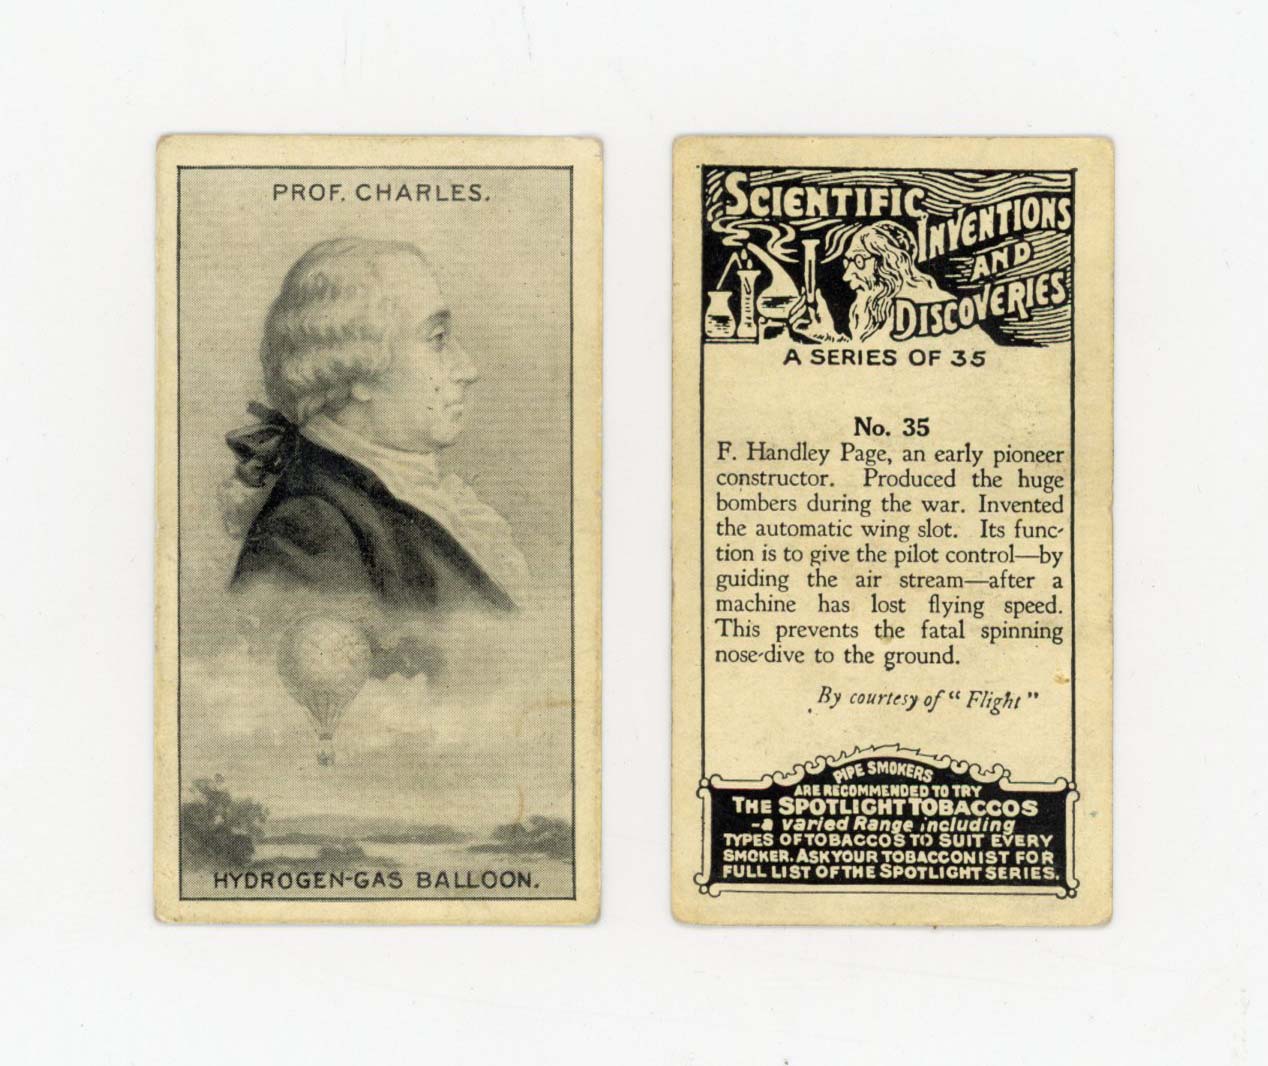 PROF. CHARLES.
HYDROGEN-GAS BALLOON.
SCIENTIFIC
INVENTIONS
AND
DISCOVERIES
A SERIES OF 35
No. 35
F. Handley Page, an early pioneer
constructor. Produced the huge
bombers during the war. Invented
the automatic wing slot. Its func-
tion is to give the pilot control—by
guiding the air stream—after a
machine has lost flying speed.
This prevents the fatal spinning
nose-dive to the ground.
By courtesy of "Flight"
PIPE SMOKERS
ARE RECOMMENDED TO TRY
THE SPOTLIGHT TOBACCOS
-a varied Range including
TYPES OF TOBACCOS TO SUIT EVERY
SMOKER. ASK YOUR TOBACCONIST FOR
FULL LIST OF THE SPOTLIGHT SERIES.